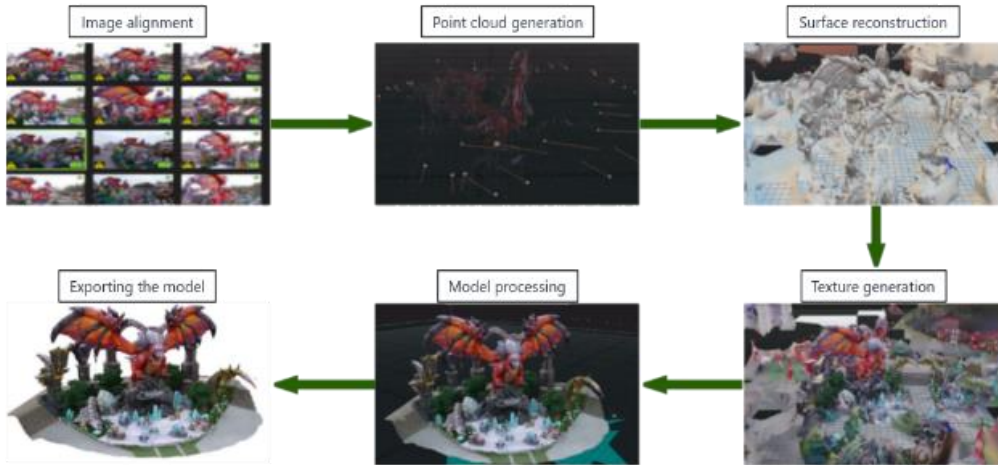 Image alignment
Point cloud generation
Surface reconstruction
Texture generation
Model processing
Exporting the model